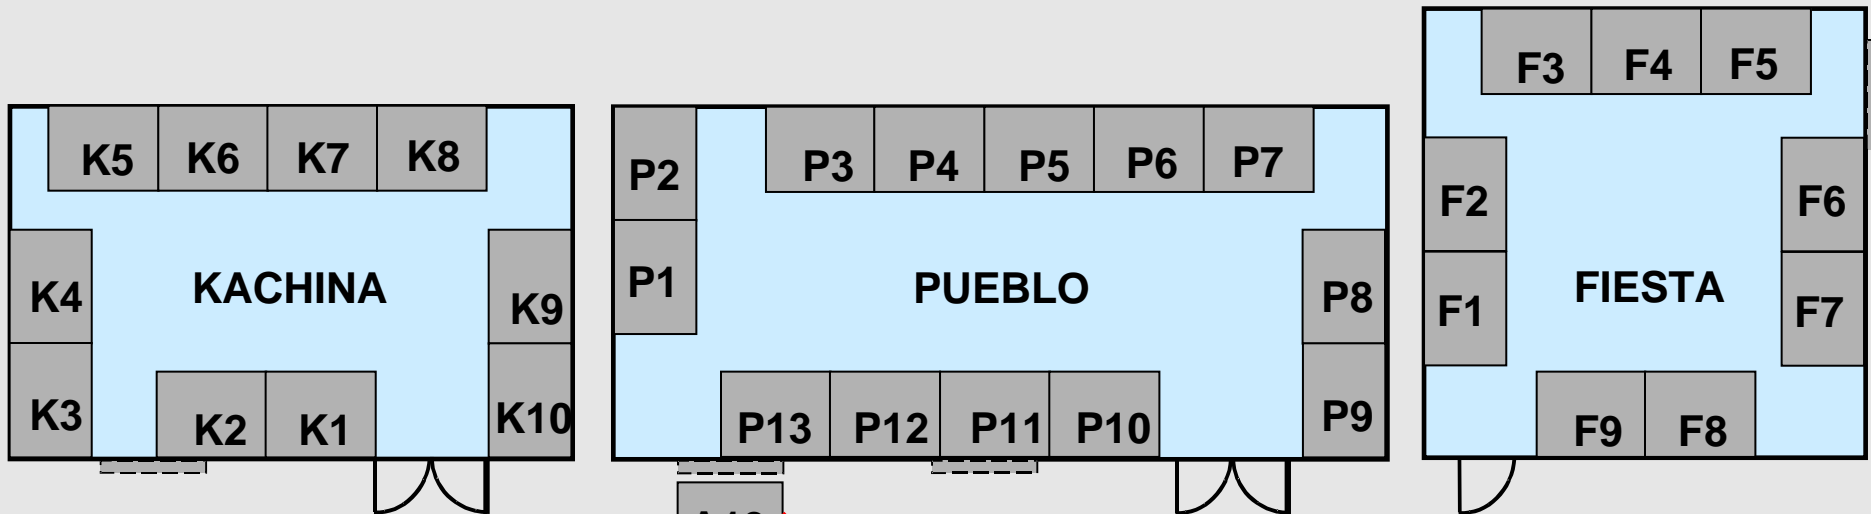 F3 F4 F5
K5 K6 K7 K8
P2 P3 P4 P5 P6 P7
F2 F6
K4 KACHINA K9
P1 PUEBLO P8
F1 FIESTA F7
K3 K2 K1 K10
P13 P12 P11 P10 P9
F9 F8